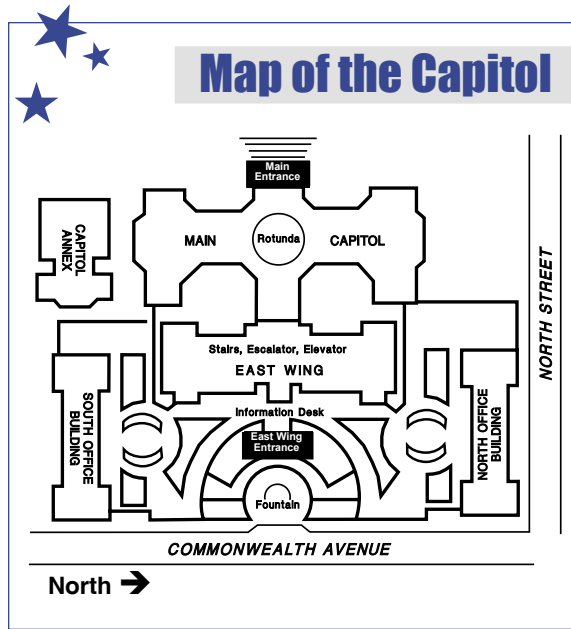 Map of the Capitol
Main
Entrance
MAIN
Rotunda
CAPITOL
CAPITOL
ANNEX
NORTH STREET
Stairs, Escalator, Elevator
EAST WING
Information Desk
SOUTH OFFICE
BUILDING
East Wing
Entrance
NORTH OFFICE
BUILDING
Fountain
COMMONWEALTH AVENUE
North